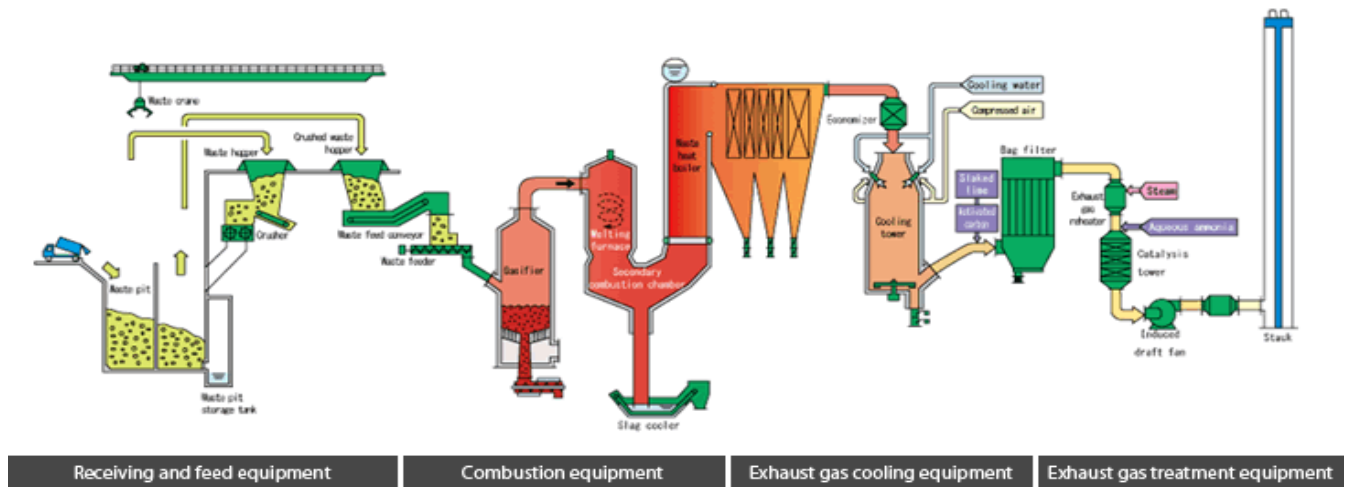 Waste crane
Waste hopper
Crushed waste
hopper
Crusher
Waste feed conveyor
Waste feeder
Waste pit
Waste pit
storage tank
Gasifier
Melting
furnace
Secondary
combustion chamber
Slag cooler
Waste
heat
boiler
Economizer
Cooling water
Compressed air
Cooling
tower
Slaked
lime
Activated
carbon
Bag filter
Exhaust
gas
reheater
Steam
Aqueous ammonia
Catalysis
tower
Induced
draft fan
Stauk
Receiving and feed equipment
Combustion equipment
Exhaust gas cooling equipment
Exhaust gas treatment equipment